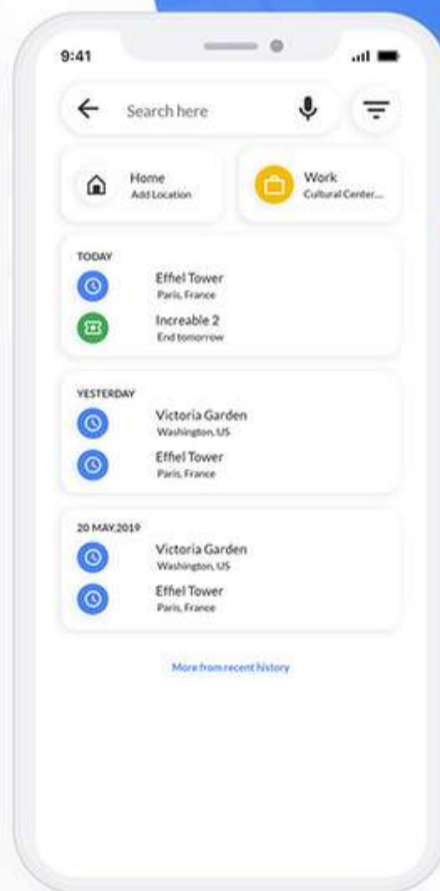 9:41
Search here
Home
Add Location
Work
Cultural Center....
TODAY
Effiel Tower
Paris, France
Increable 2
End tomorrow
YESTERDAY
Victoria Garden
Washington, US
Effiel Tower
Paris, France
20 MAY,2019
Victoria Garden
Washington, US
Effiel Tower
Paris, France
More from recent history